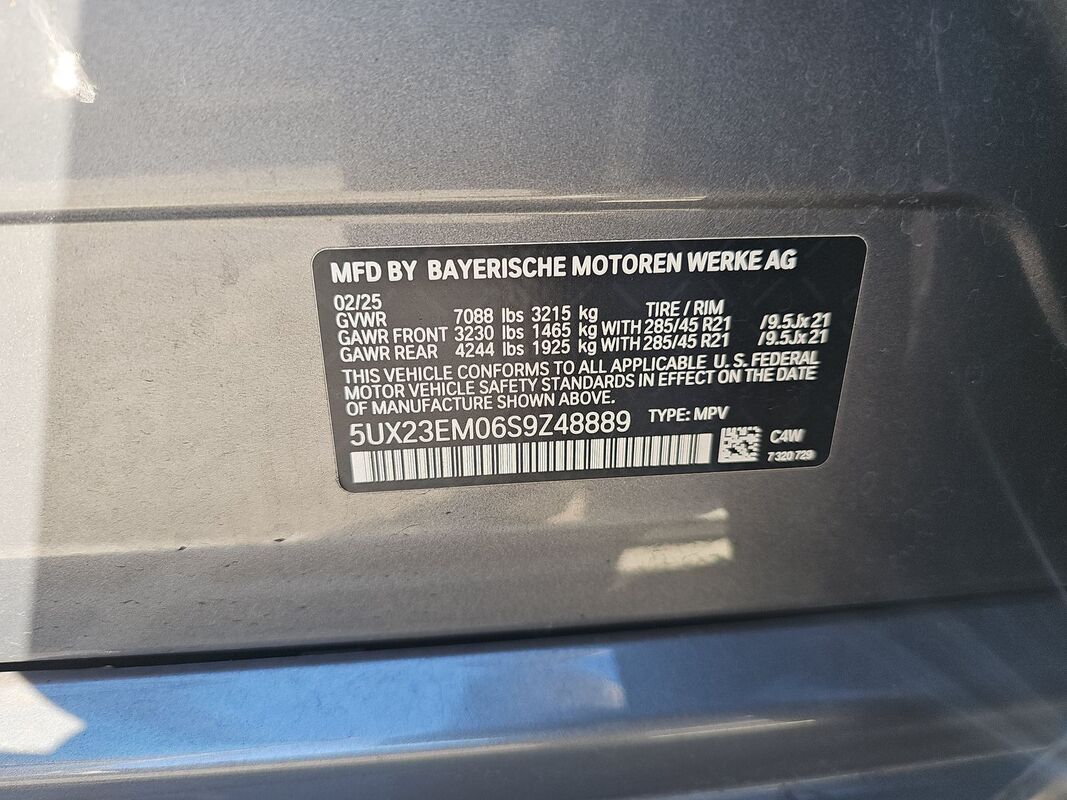 MFD BY BAYERISCHE MOTOREN WERKE AG
02/25 TIRE / RIM
GVWR 7088 lbs 3215 kg
GAWR FRONT 3230 lbs 1465 kg WITH 285/45 R21 /9.5Jx21
GAWR REAR 4244 lbs 1925 kg WITH 285/45 R21 /9.5Jx21
THIS VEHICLE CONFORMS TO ALL APPLICABLE U. S. FEDERAL
MOTOR VEHICLE SAFETY STANDARDS IN EFFECT ON THE DATE
OF MANUFACTURE SHOWN ABOVE.
5UX23EM06S9Z48889 TYPE: MPV
C4W
7 320 729